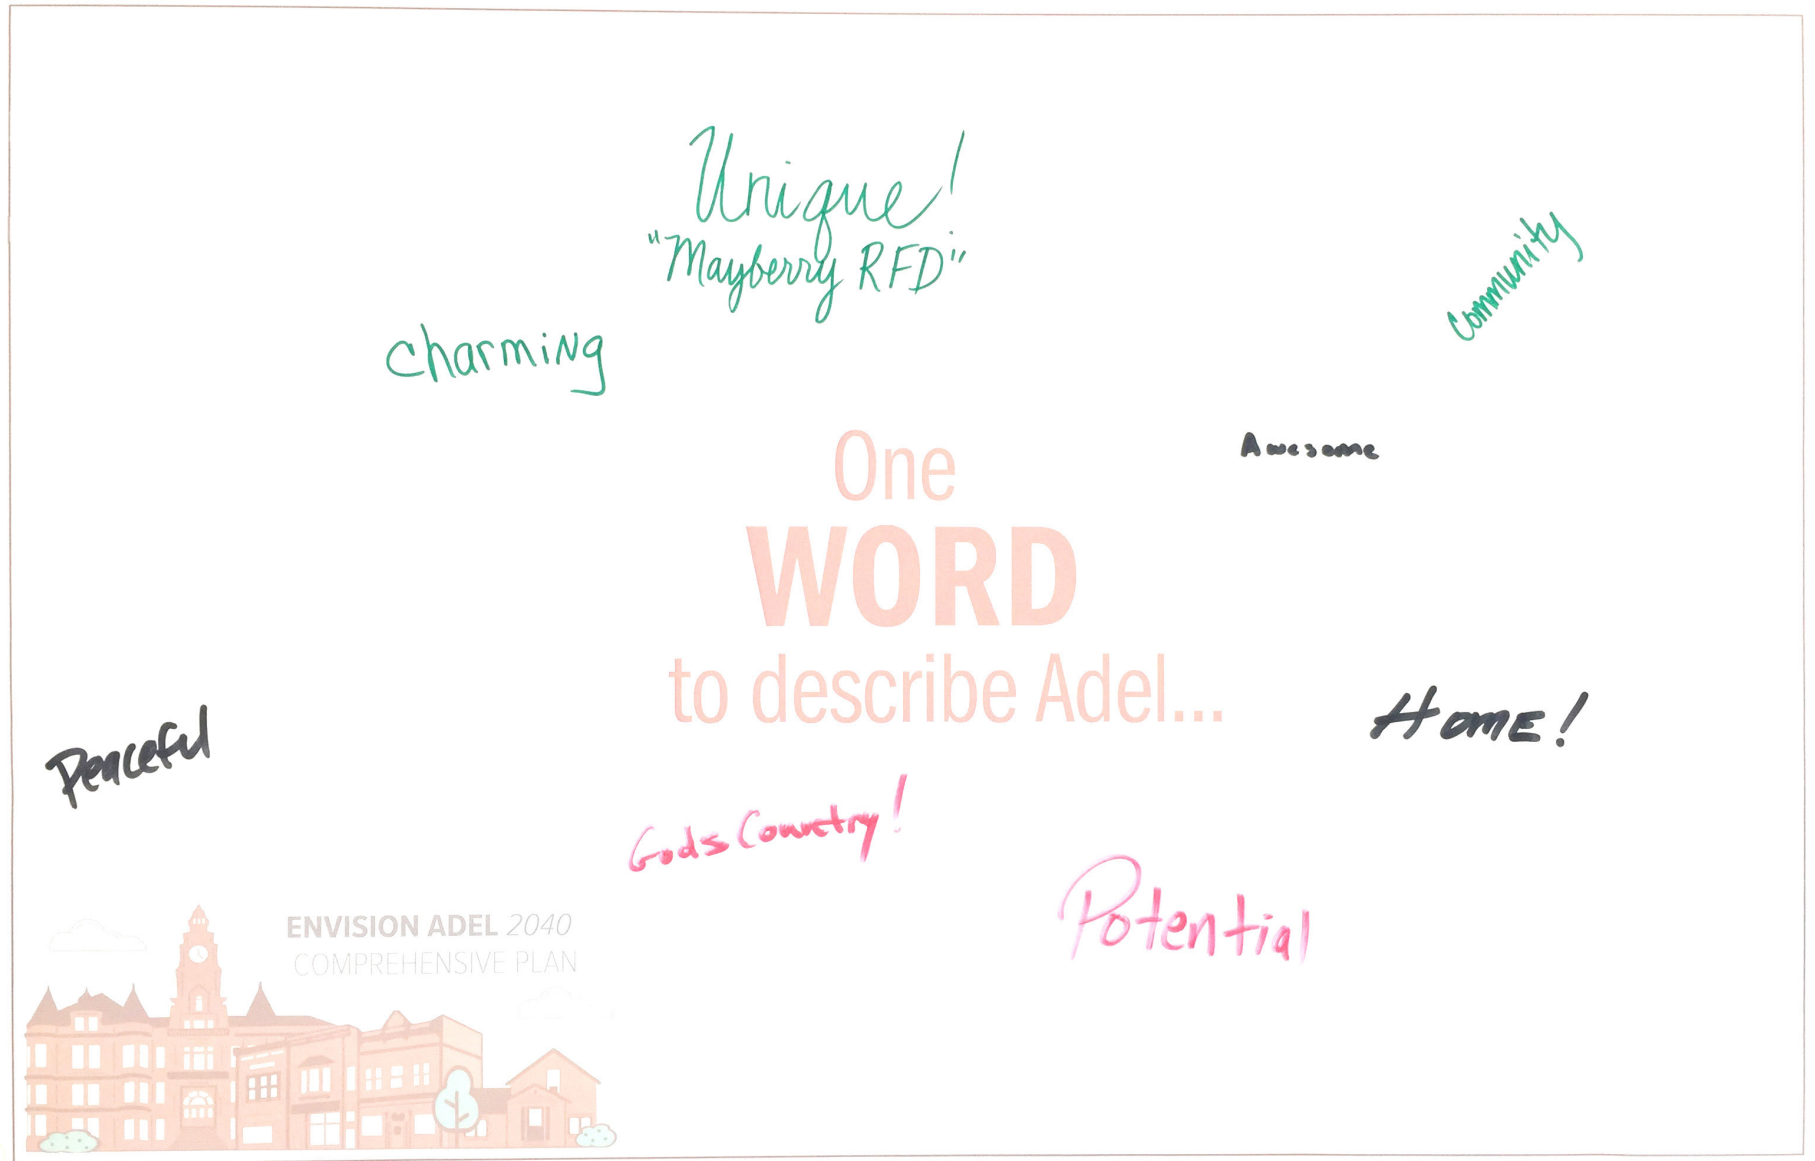 Unique!
"Mayberry RFD"
Community
Charming
One
Awesome
WORD
to describe Adel...
Home!
Peaceful
Gods Country!
Potential
ENVISION ADEL 2040
COMPREHENSIVE PLAN